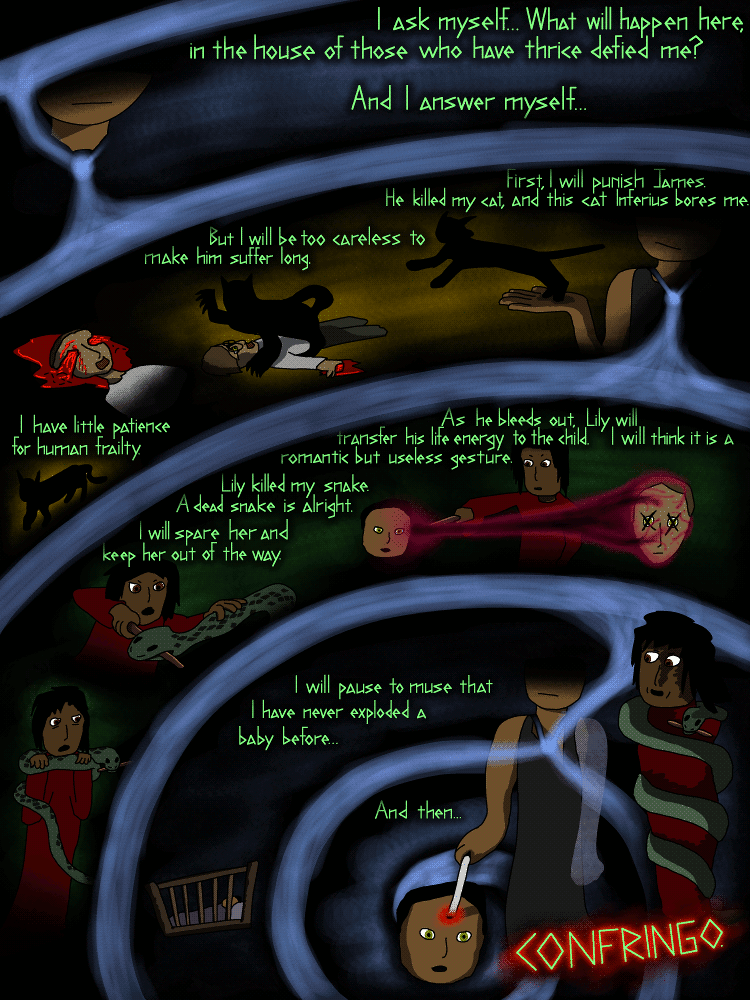 I ask myself... What will happen here,
in the house of those who have thrice defied me?
And I answer myself...
First, I will punish James.
He killed my cat, and this cat Inferius bores me.
But I will be too careless to
make him suffer long.
I have little patience
for human frailty.
As he bleeds out, Lily will
transfer his life energy to the child. I will think it is a
romantic but useless gesture.
Lily killed my snake.
A dead snake is alright.
I will spare her and
keep her out of the way.
I will pause to muse that
I have never exploded a
baby before...
And then...
CONFRINGO.